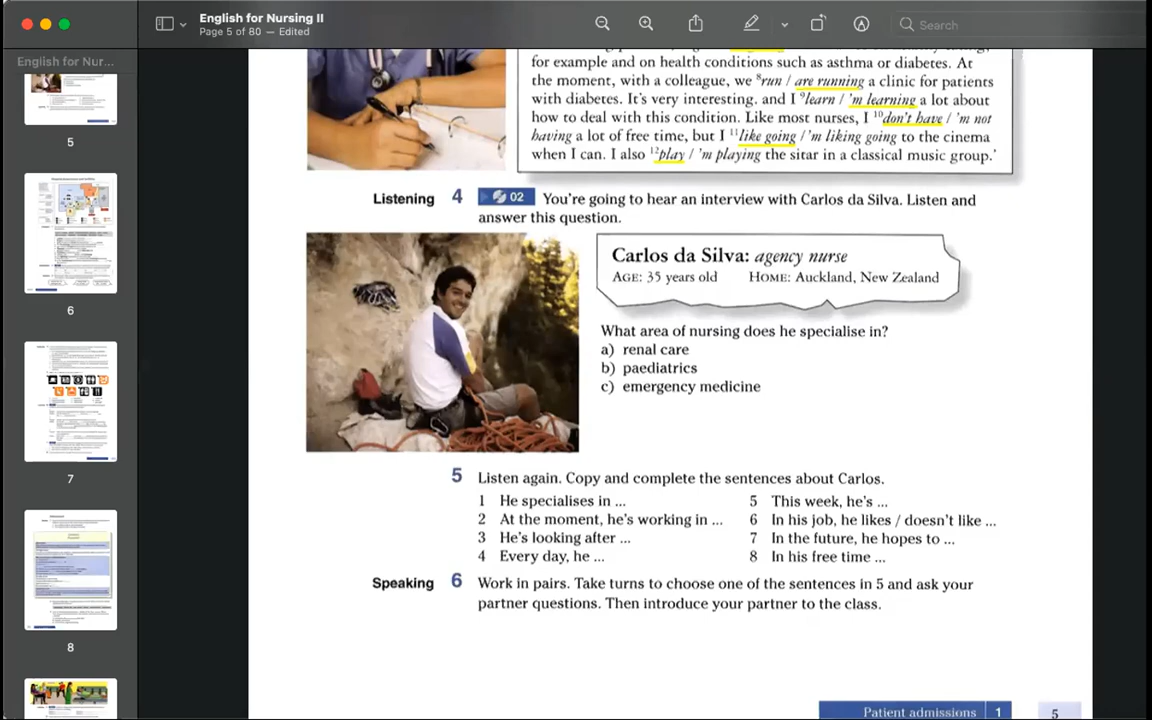 English for Nursing II
Page 5 of 80 — Edited
Search
English for Nur...
5
6
7
8
for example and on health conditions such as asthma or diabetes. At
the moment, with a colleague, we ⁸run / are running a clinic for patients
with diabetes. It's very interesting. and I ⁹learn / 'm learning a lot about
how to deal with this condition. Like most nurses, I ¹⁰don't have / 'm not
having a lot of free time, but I ¹¹like going / 'm liking going to the cinema
when I can. I also ¹²play / 'm playing the sitar in a classical music group.'
Listening 4 02 You're going to hear an interview with Carlos da Silva. Listen and
answer this question.
Carlos da Silva: agency nurse
AGE: 35 years old HOME: Auckland, New Zealand
What area of nursing does he specialise in?
a) renal care
b) paediatrics
c) emergency medicine
5 Listen again. Copy and complete the sentences about Carlos.
1 He specialises in ...
2 At the moment, he's working in ...
3 He's looking after ...
4 Every day, he ...
5 This week, he's ...
6 In his job, he likes / doesn't like ...
7 In the future, he hopes to ...
8 In his free time ...
Speaking 6 Work in pairs. Take turns to choose one of the sentences in 5 and ask your
partner questions. Then introduce your partner to the class.
Patient admissions 1 5